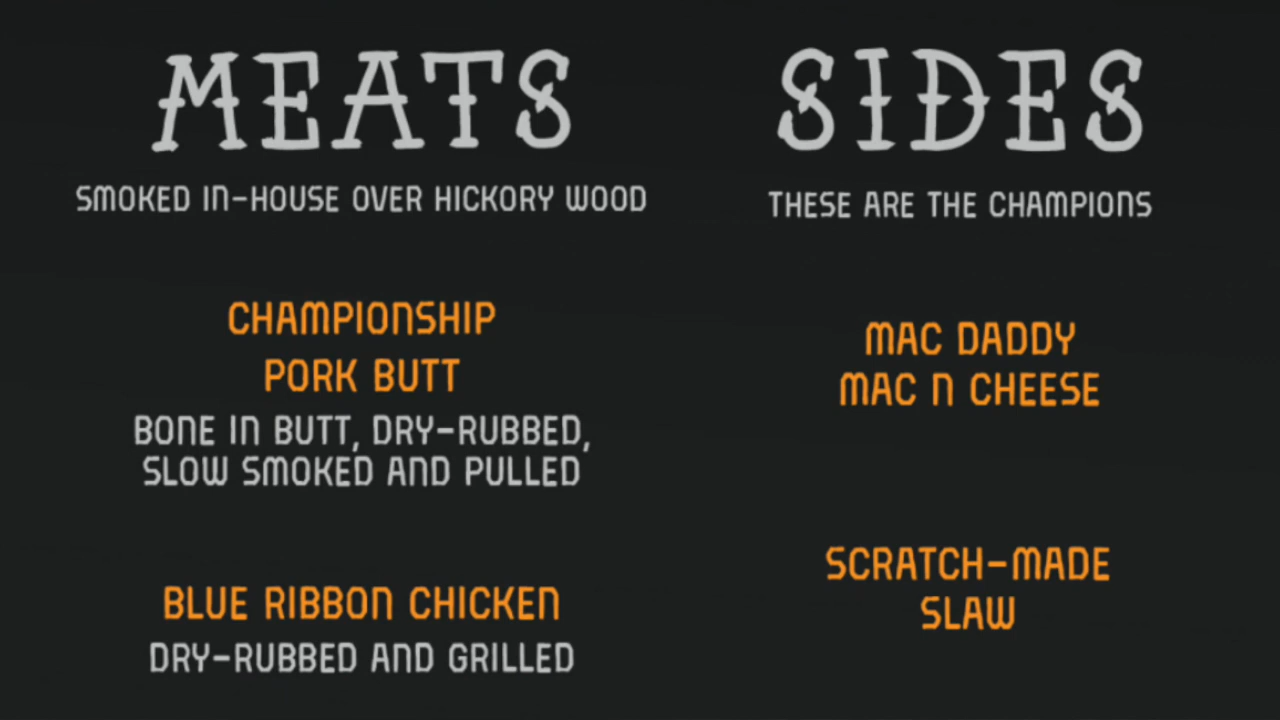 MEATS
SMOKED IN-HOUSE OVER HICKORY WOOD
CHAMPIONSHIP
PORK BUTT
BONE IN BUTT, DRY-RUBBED,
SLOW SMOKED AND PULLED
BLUE RIBBON CHICKEN
DRY-RUBBED AND GRILLED
SIDES
THESE ARE THE CHAMPIONS
MAC DADDY
MAC N CHEESE
SCRATCH-MADE
SLAW